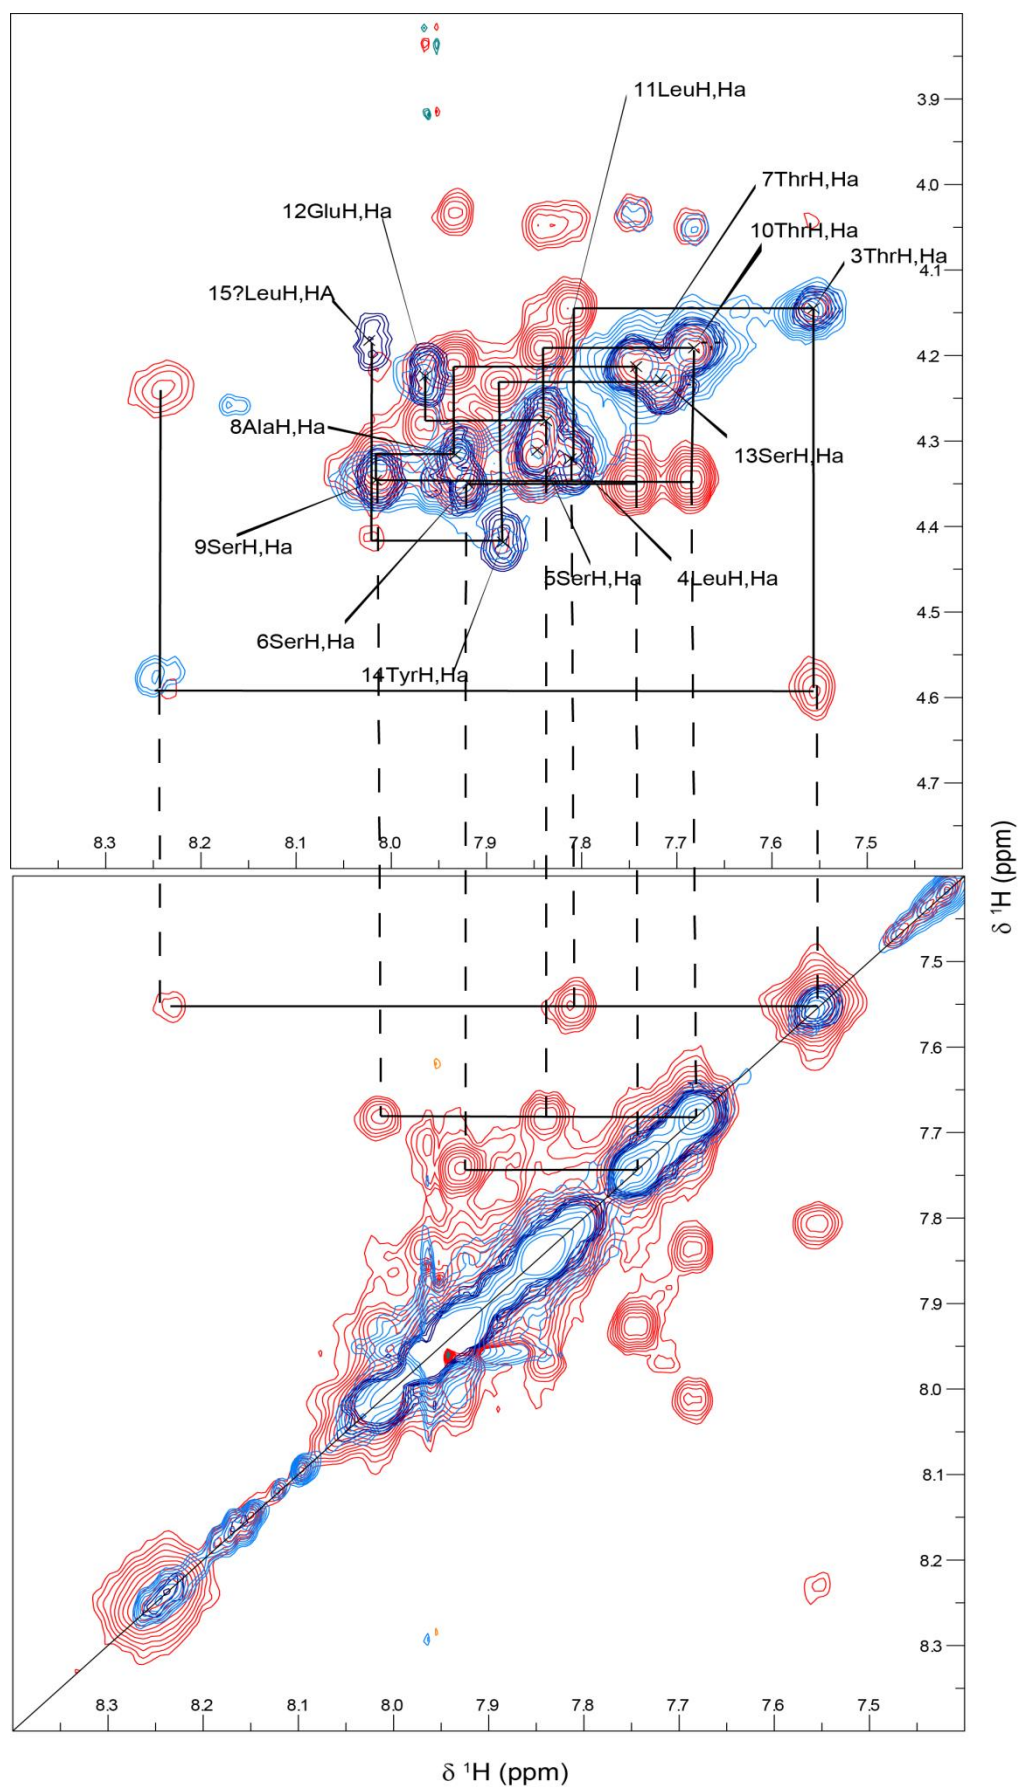 11LeuH,Ha
3.9
7ThrH,Ha
4.0
12GluH,Ha
10ThrH,Ha
3ThrH,Ha
4.1
15?LeuH,HA
4.2
8AlaH,Ha
4.3
13SerH,Ha
4.4
9SerH,Ha
5SerH,Ha
4LeuH,Ha
4.5
6SerH,Ha
14TyrH,Ha
4.6
4.7
8.3 8.2 8.1 8.0 7.9 7.8 7.7 7.6 7.5
δ ¹H (ppm)
7.5
7.6
7.7
7.8
7.9
8.0
8.1
8.2
8.3
8.3 8.2 8.1 8.0 7.9 7.8 7.7 7.6 7.5
δ ¹H (ppm)